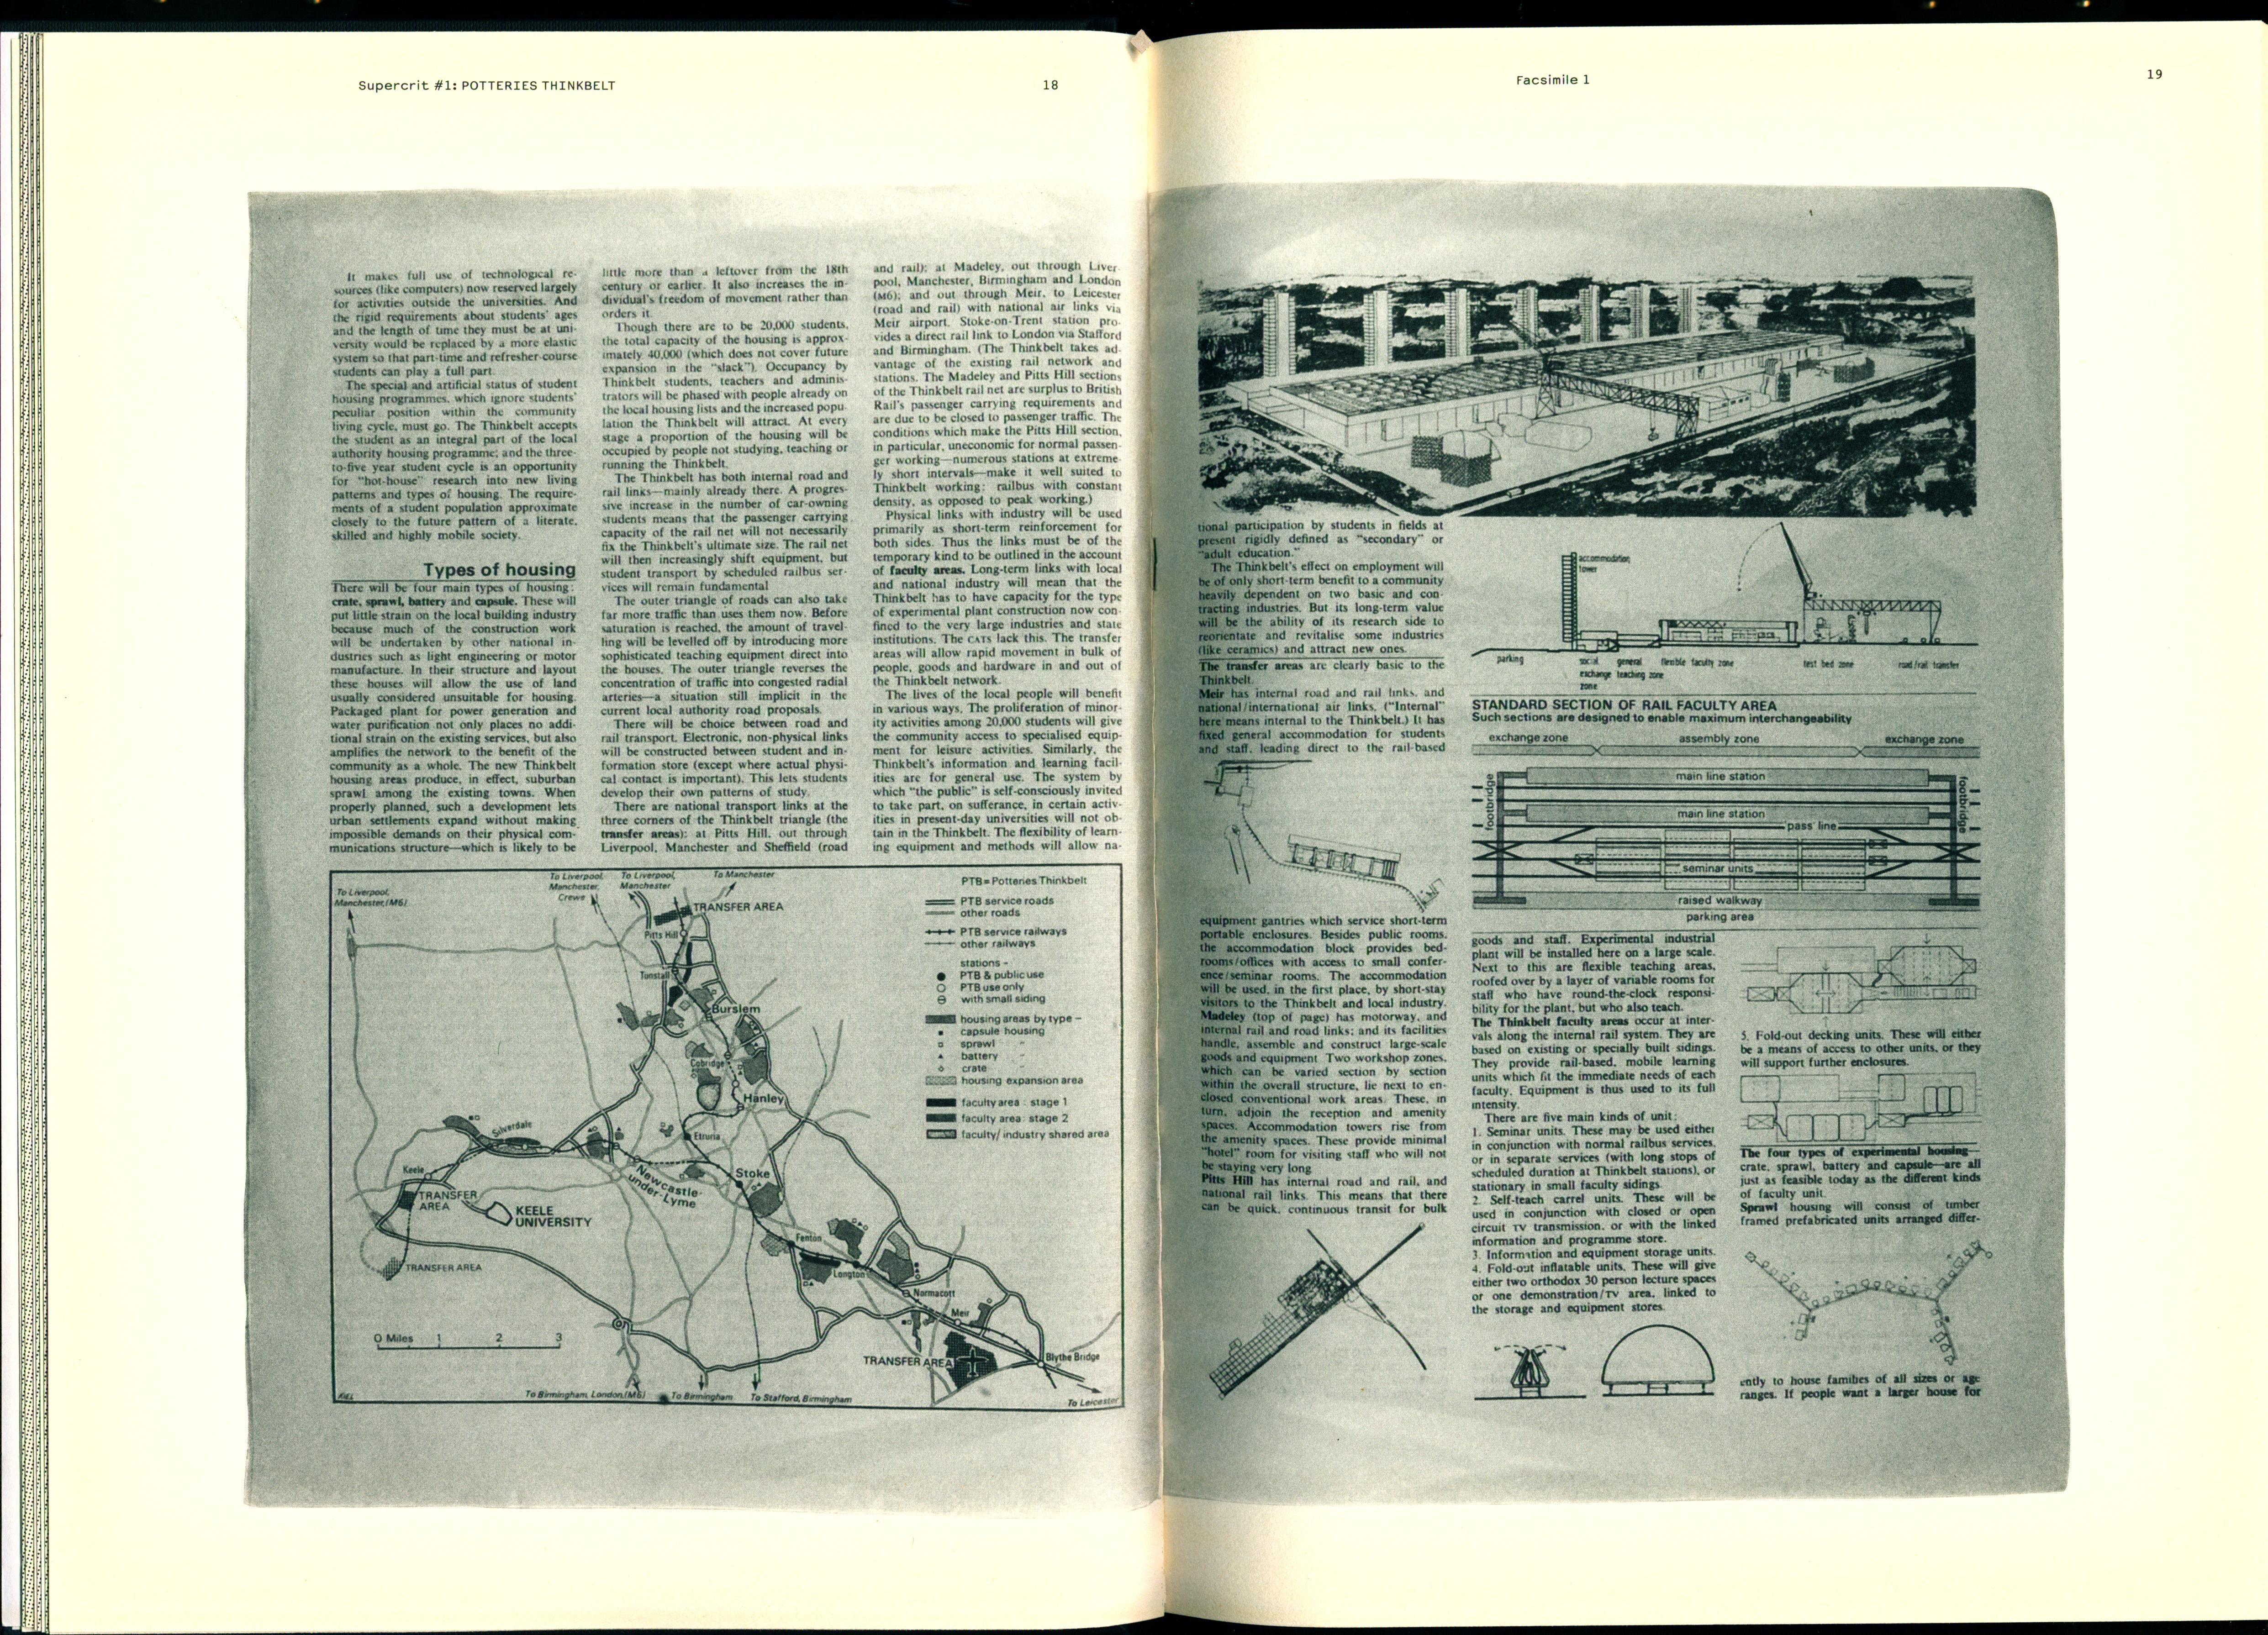 Supercrit #1: POTTERIES THINKBELT
18
It makes full use of technological re-
sources (like computers) now reserved largely
for activities outside the universities. And
the rigid requirements about students' ages
and the length of time they must be at uni-
versity would be replaced by a more elastic
system so that part-time and refresher-course
students can play a full part.
The special and artificial status of student
housing programmes, which ignore students'
peculiar position within the community
living cycle, must go. The Thinkbelt accepts
the student as an integral part of the local
authority housing programme; and the three-
to-five year student cycle is an opportunity
for "hot-house" research into new living
patterns and types of housing. The require-
ments of a student population approximate
closely to the future pattern of a literate,
skilled and highly mobile society.
Types of housing
There will be four main types of housing:
crate, sprawl, battery and capsule. These will
put little strain on the local building industry
because much of the construction work
will be undertaken by other national in-
dustries such as light engineering or motor
manufacture. In their structure and layout
these houses will allow the use of land
usually considered unsuitable for housing.
Packaged plant for power generation and
water purification not only places no addi-
tional strain on the existing services, but also
amplifies the network to the benefit of the
community as a whole. The new Thinkbelt
housing areas produce, in effect, suburban
sprawl among the existing towns. When
properly planned, such a development lets
urban settlements expand without making
impossible demands on their physical com-
munications structure—which is likely to be
little more than a leftover from the 18th
century or earlier. It also increases the in-
dividual's freedom of movement rather than
orders it.
Though there are to be 20,000 students,
the total capacity of the housing is approx-
imately 40,000 (which does not cover future
expansion in the "slack"). Occupancy by
Thinkbelt students, teachers and adminis-
trators will be phased with people already on
the local housing lists and the increased popu-
lation the Thinkbelt will attract. At every
stage a proportion of the housing will be
occupied by people not studying, teaching or
running the Thinkbelt.
The Thinkbelt has both internal road and
rail links—mainly already there. A progres-
sive increase in the number of car-owning
students means that the passenger carrying
capacity of the rail net will not necessarily
fix the Thinkbelt's ultimate size. The rail net
will then increasingly shift equipment, but
student transport by scheduled railbus ser-
vices will remain fundamental
The outer triangle of roads can also take
far more traffic than uses them now. Before
saturation is reached, the amount of travel-
ling will be levelled off by introducing more
sophisticated teaching equipment direct into
the houses. The outer triangle reverses the
concentration of traffic into congested radial
arteries—a situation still implicit in the
current local authority road proposals.
There will be choice between road and
rail transport. Electronic, non-physical links
will be constructed between student and in-
formation store (except where actual physi-
cal contact is important). This lets students
develop their own patterns of study.
There are national transport links at the
three corners of the Thinkbelt triangle (the
transfer areas): at Pitts Hill, out through
Liverpool, Manchester and Sheffield (road
and rail); at Madeley, out through Liver-
pool, Manchester, Birmingham and London
(M6); and out through Meir, to Leicester
(road and rail) with national air links via
Meir airport. Stoke-on-Trent station pro-
vides a direct rail link to London via Stafford
and Birmingham. (The Thinkbelt takes ad-
vantage of the existing rail network and
stations. The Madeley and Pitts Hill sections
of the Thinkbelt rail net are surplus to British
Rail's passenger carrying requirements and
are due to be closed to passenger traffic. The
conditions which make the Pitts Hill section,
in particular, uneconomic for normal passen-
ger working—numerous stations at extreme-
ly short intervals—make it well suited to
Thinkbelt working: railbus with constant
density, as opposed to peak working.)
Physical links with industry will be used
primarily as short-term reinforcement for
both sides. Thus the links must be of the
temporary kind to be outlined in the account
of faculty areas. Long-term links with local
and national industry will mean that the
Thinkbelt has to have capacity for the type
of experimental plant construction now con-
fined to the very large industries and state
institutions. The CATS lack this. The transfer
areas will allow rapid movement in bulk of
people, goods and hardware in and out of
the Thinkbelt network.
The lives of the local people will benefit
in various ways. The proliferation of minor-
ity activities among 20,000 students will give
the community access to specialised equip-
ment for leisure activities. Similarly, the
Thinkbelt's information and learning facil-
ities are for general use. The system by
which "the public" is self-consciously invited
to take part, on sufferance, in certain activ-
ities in present-day universities will not ob-
tain in the Thinkbelt. The flexibility of learn-
ing equipment and methods will allow na-
To Liverpool,
Manchester,(M6)
To Liverpool,
Manchester,
Crewe
To Liverpool,
Manchester
To Manchester
TRANSFER AREA
Pitts Hill
Tunstall
Burslem
Cobridge
Hanley
Etruria
Silverdale
Keele
TRANSFER
AREA
KEELE
UNIVERSITY
TRANSFER AREA
Newcastle-
under-Lyme
Stoke
Fenton
Longton
Normacott
Meir
TRANSFER AREA
Blythe Bridge
0 Miles 1 2 3
To Birmingham, London,(M6)
To Birmingham
To Stafford, Birmingham
To Leicester
PTB=Potteries Thinkbelt
PTB service roads
other roads
PTB service railways
other railways
stations -
PTB & public use
PTB use only
with small siding
housing areas by type -
capsule housing
sprawl "
battery "
crate "
housing expansion area
faculty area : stage 1
faculty area : stage 2
faculty/industry shared area
Facsimile 1
19
tional participation by students in fields at
present rigidly defined as "secondary" or
"adult education."
The Thinkbelt's effect on employment will
be of only short-term benefit to a community
heavily dependent on two basic and con-
tracting industries. But its long-term value
will be the ability of its research side to
reorientate and revitalise some industries
(like ceramics) and attract new ones.
The transfer areas are clearly basic to the
Thinkbelt.
Meir has internal road and rail links, and
national/international air links. ("Internal"
here means internal to the Thinkbelt.) It has
fixed general accommodation for students
and staff, leading direct to the rail-based
equipment gantries which service short-term
portable enclosures. Besides public rooms,
the accommodation block provides bed-
rooms/offices with access to small confer-
ence/seminar rooms. The accommodation
will be used, in the first place, by short-stay
visitors to the Thinkbelt and local industry.
Madeley (top of page) has motorway, and
internal rail and road links; and its facilities
handle, assemble and construct large-scale
goods and equipment. Two workshop zones,
which can be varied section by section
within the overall structure, lie next to en-
closed conventional work areas. These, in
turn, adjoin the reception and amenity
spaces. Accommodation towers rise from
the amenity spaces. These provide minimal
"hotel" room for visiting staff who will not
be staying very long.
Pitts Hill has internal road and rail, and
national rail links. This means that there
can be quick, continuous transit for bulk
accommodation
tower
parking
social
exchange
zone
general
teaching zone
flexible faculty zone
test bed zone
road/rail transfer
STANDARD SECTION OF RAIL FACULTY AREA
Such sections are designed to enable maximum interchangeability
exchange zone
assembly zone
exchange zone
footbridge
main line station
footbridge
main line station
pass line
seminar units
raised walkway
parking area
goods and staff. Experimental industrial
plant will be installed here on a large scale.
Next to this are flexible teaching areas,
roofed over by a layer of variable rooms for
staff who have round-the-clock responsi-
bility for the plant, but who also teach.
The Thinkbelt faculty areas occur at inter-
vals along the internal rail system. They are
based on existing or specially built sidings.
They provide rail-based, mobile learning
units which fit the immediate needs of each
faculty. Equipment is thus used to its full
intensity.
There are five main kinds of unit:
1. Seminar units. These may be used either
in conjunction with normal railbus services,
or in separate services (with long stops of
scheduled duration at Thinkbelt stations), or
stationary in small faculty sidings.
2. Self-teach carrel units. These will be
used in conjunction with closed or open
circuit TV transmission, or with the linked
information and programme store.
3. Information and equipment storage units.
4. Fold-out inflatable units. These will give
either two orthodox 30 person lecture spaces
or one demonstration/TV area, linked to
the storage and equipment stores.
5. Fold-out decking units. These will either
be a means of access to other units, or they
will support further enclosures.
The four types of experimental housing—
crate, sprawl, battery and capsule—are all
just as feasible today as the different kinds
of faculty unit.
Sprawl housing will consist of timber
framed prefabricated units arranged differ-
ently to house families of all sizes or age
ranges. If people want a larger house for